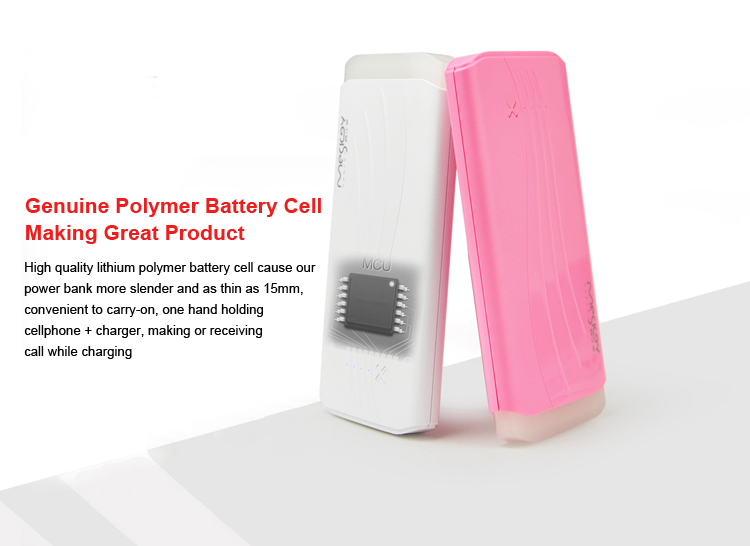 Genuine Polymer Battery Cell
Making Great Product
High quality lithium polymer battery cell cause our
power bank more slender and as thin as 15mm,
convenient to carry-on, one hand holding
cellphone + charger, making or receiving
call while charging
MCU